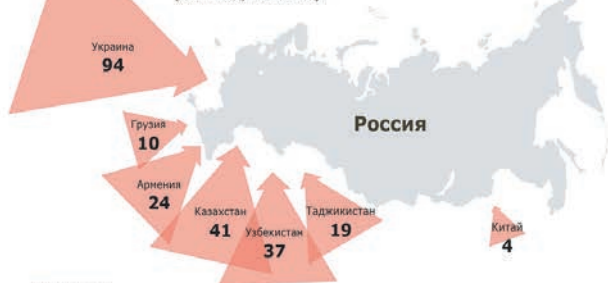 Украина
94
Россия
Грузия
10
Армения
24
Казахстан
41
Узбекистан
37
Таджикистан
19
Китай
4